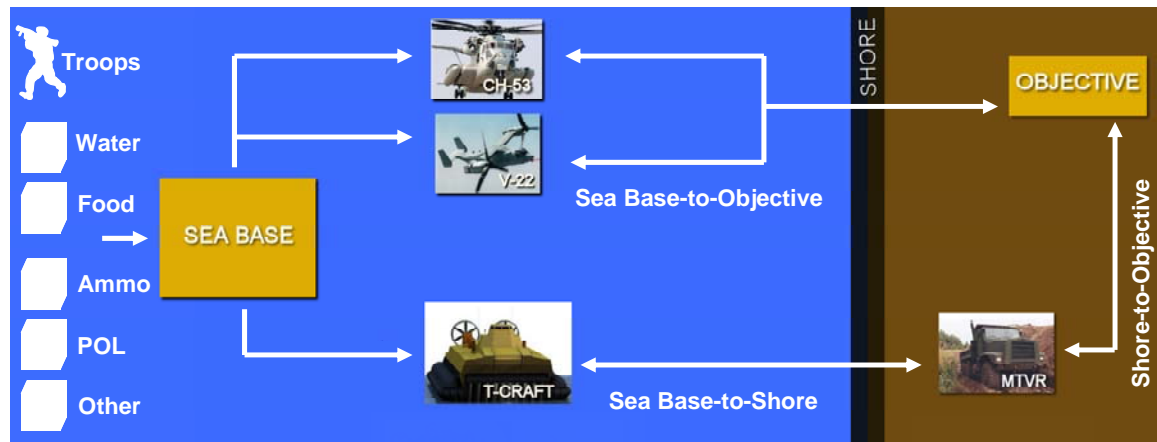 Troops
Water
Food
Ammo
POL
Other
SEA BASE
CH-53
V-22
T-CRAFT
Sea Base-to-Objective
Sea Base-to-Shore
SHORE
OBJECTIVE
MTVR
Shore-to-Objective